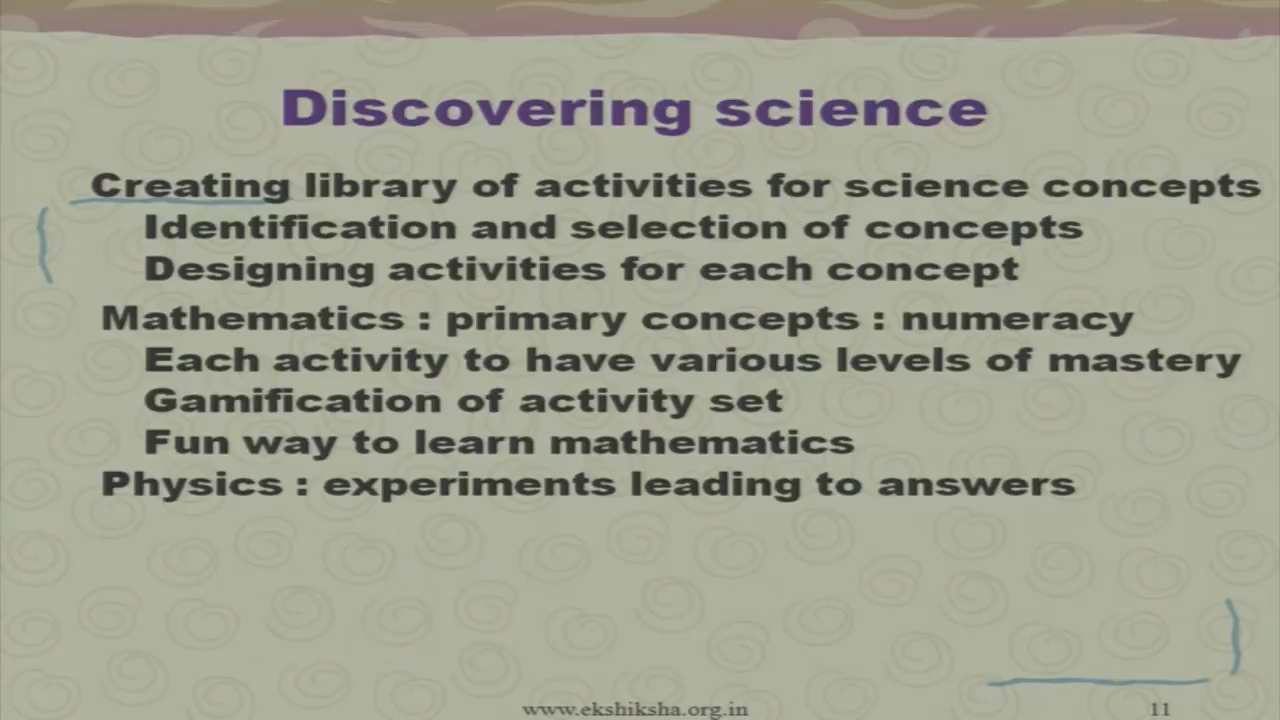 Discovering science
Creating library of activities for science concepts
Identification and selection of concepts
Designing activities for each concept
Mathematics : primary concepts : numeracy
Each activity to have various levels of mastery
Gamification of activity set
Fun way to learn mathematics
Physics : experiments leading to answers
www.ekshiksha.org.in
11